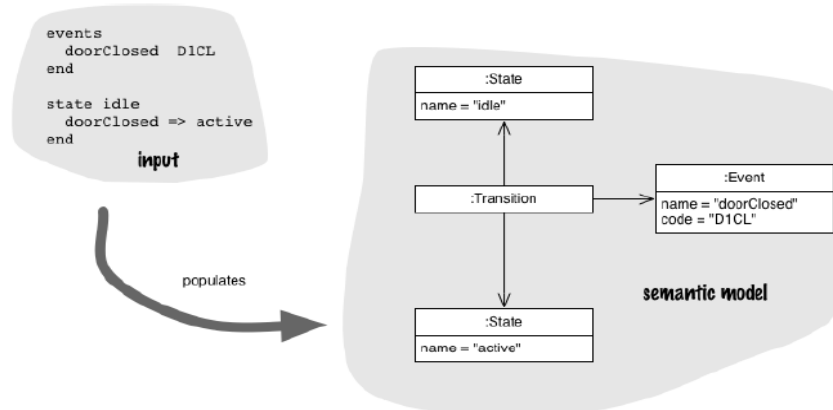 events
doorClosed D1CL
end
state idle
doorClosed => active
end
input
populates
:State
name = "idle"
:Transition
:Event
name = "doorClosed"
code = "D1CL"
semantic model
:State
name = "active"